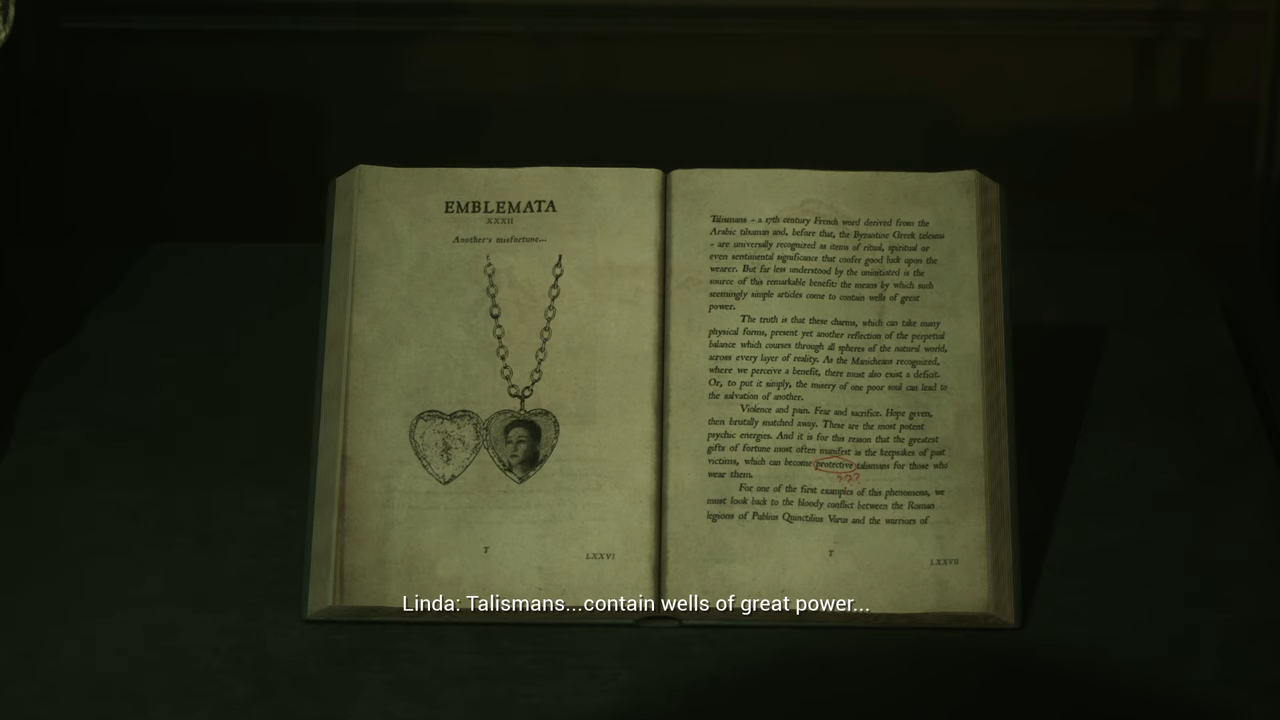 EMBLEMATA
XXXII
Another's misfortune...
T
LXXVI
Talismans - a 17th century French word derived from the
Arabic talisman and, before that, the Byzantine Greek telesma
- are universally recognized as items of ritual, spiritual or
even sentimental significance that confer good luck upon the
wearer. But far less understood by the uninitiated is the
source of this remarkable benefit: the means by which such
seemingly simple articles come to contain wells of great
power.
The truth is that these charms, which can take many
physical forms, present yet another reflection of the perpetual
balance which courses through all spheres of the natural world,
across every layer of reality. As the Manicheans recognized,
where we perceive a benefit, there must also exist a deficit.
Or, to put it simply, the misery of one poor soul can lead to
the salvation of another.
Violence and pain. Fear and sacrifice. Hope given,
then brutally snatched away. These are the most potent
psychic energies. And it is for this reason that the greatest
gifts of fortune most often manifest as the keepsakes of past
victims, which can become protective talismans for those who
???
wear them.
For one of the first examples of this phenomena, we
must look back to the bloody conflict between the Roman
legions of Publius Quinctilius Varus and the warriors of
T
LXXVII
Linda: Talismans...contain wells of great power...